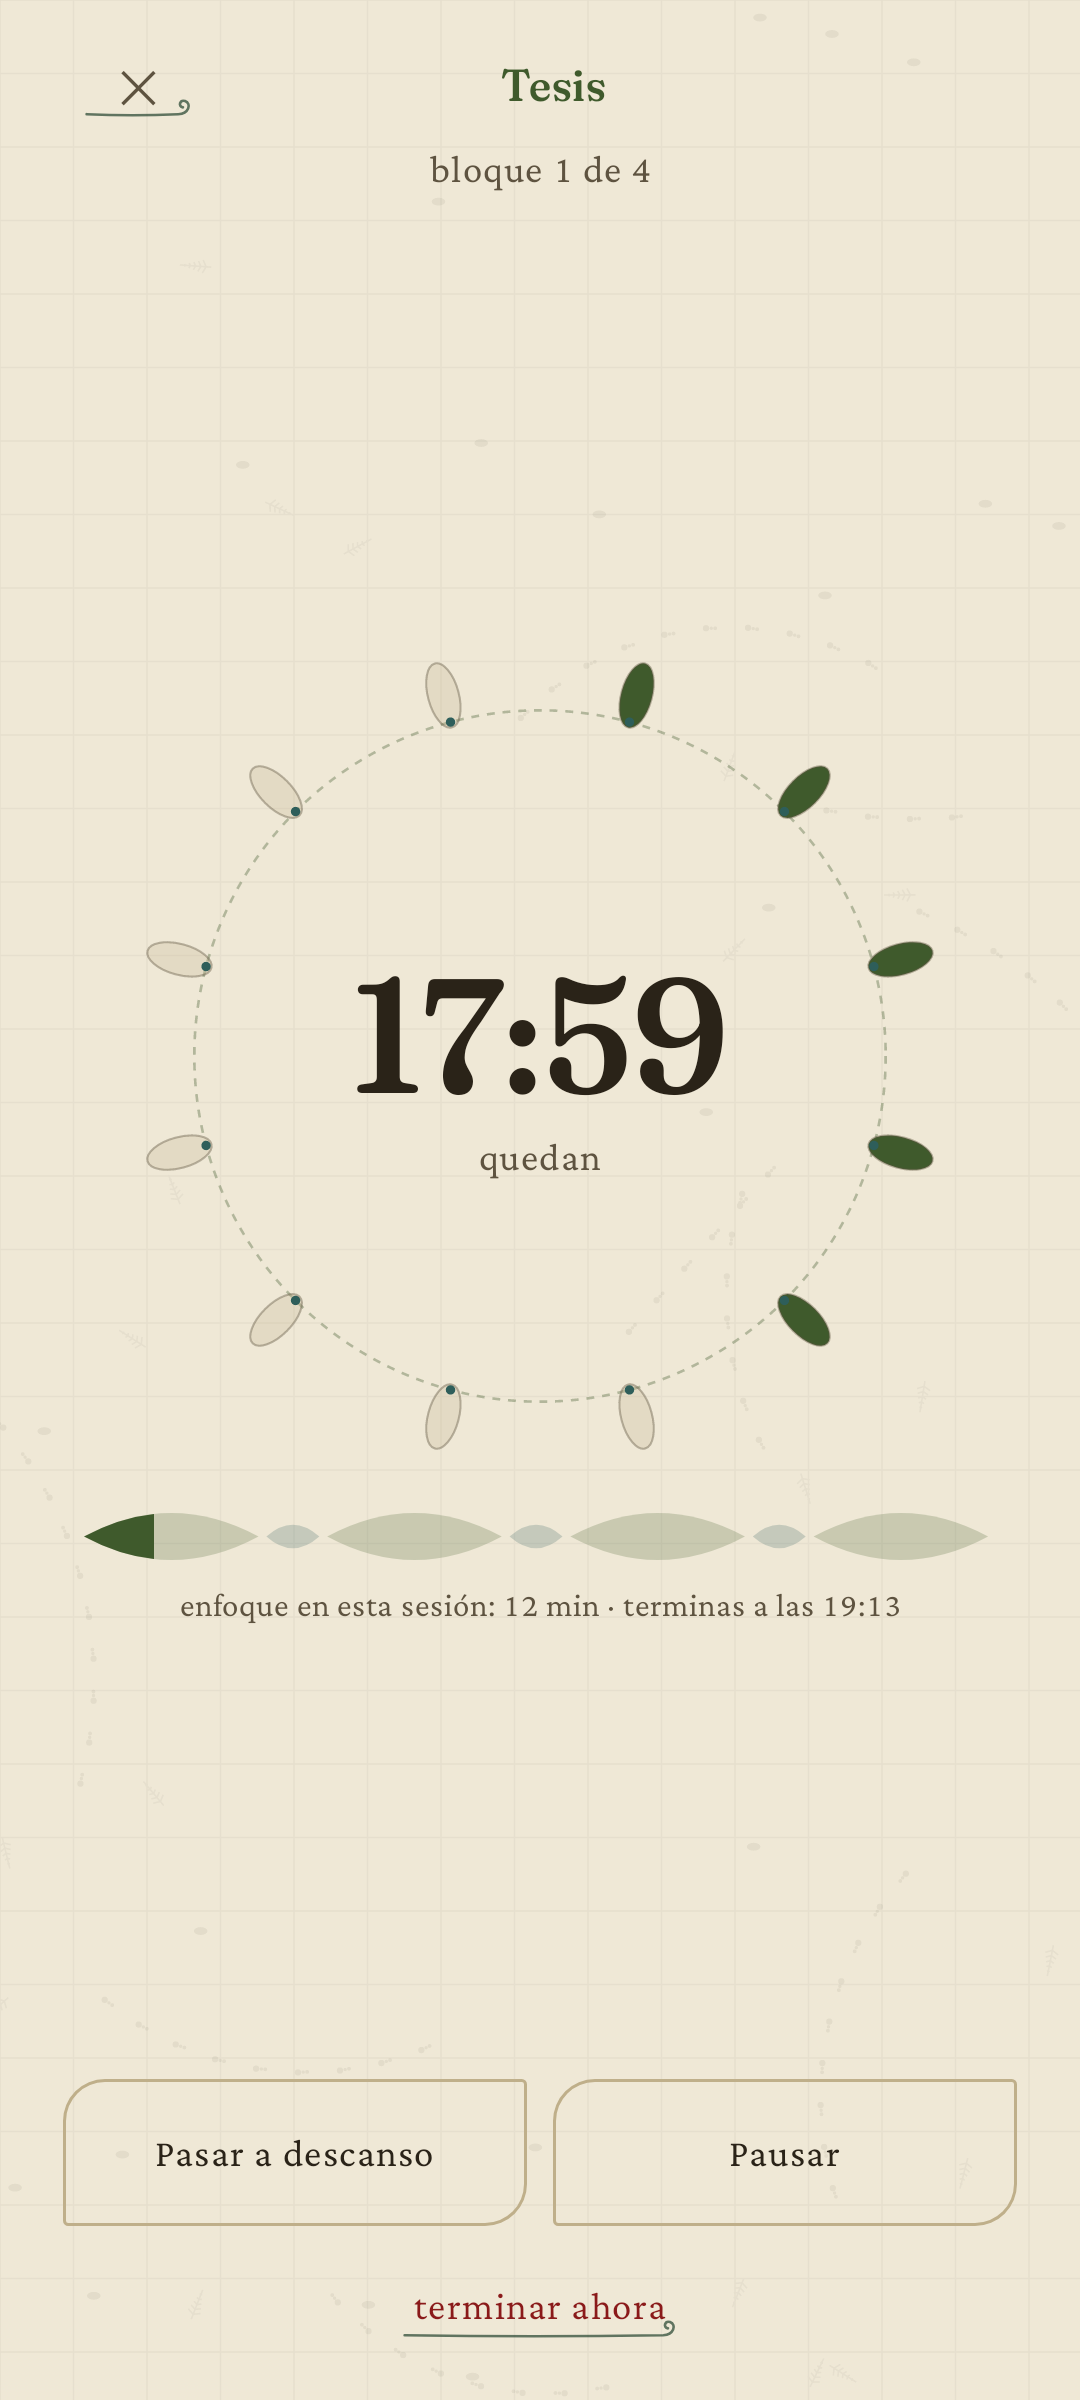 Tesis
bloque 1 de 4
17:59
quedan
enfoque en esta sesión: 12 min · terminas a las 19:13
Pasar a descanso
Pausar
terminar ahora